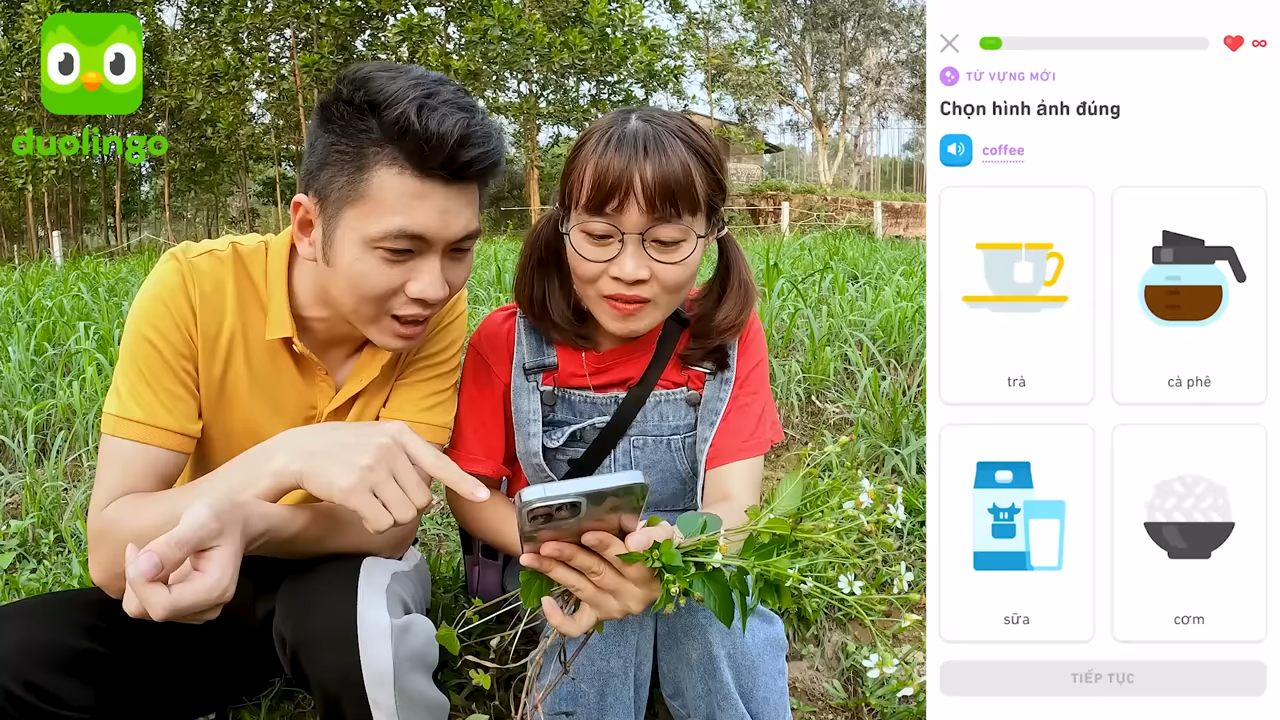 duolingo
TỪ VỰNG MỚI
Chọn hình ảnh đúng
coffee
trà
cà phê
sữa
cơm
TIẾP TỤC